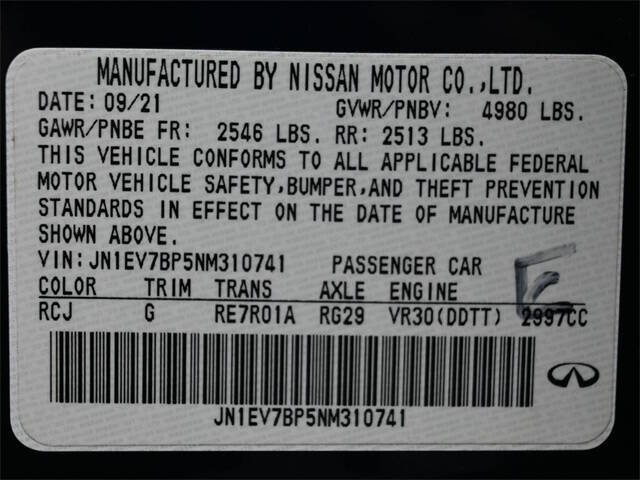 MANUFACTURED BY NISSAN MOTOR CO.,LTD.
DATE: 09/21 GVWR/PNBV: 4980 LBS.
GAWR/PNBE FR: 2546 LBS. RR: 2513 LBS.
THIS VEHICLE CONFORMS TO ALL APPLICABLE FEDERAL
MOTOR VEHICLE SAFETY,BUMPER,AND THEFT PREVENTION
STANDARDS IN EFFECT ON THE DATE OF MANUFACTURE
SHOWN ABOVE.
VIN:JN1EV7BP5NM310741 PASSENGER CAR
COLOR TRIM TRANS AXLE ENGINE
RCJ G RE7R01A RG29 VR30(DDTT) 2997CC
JN1EV7BP5NM310741